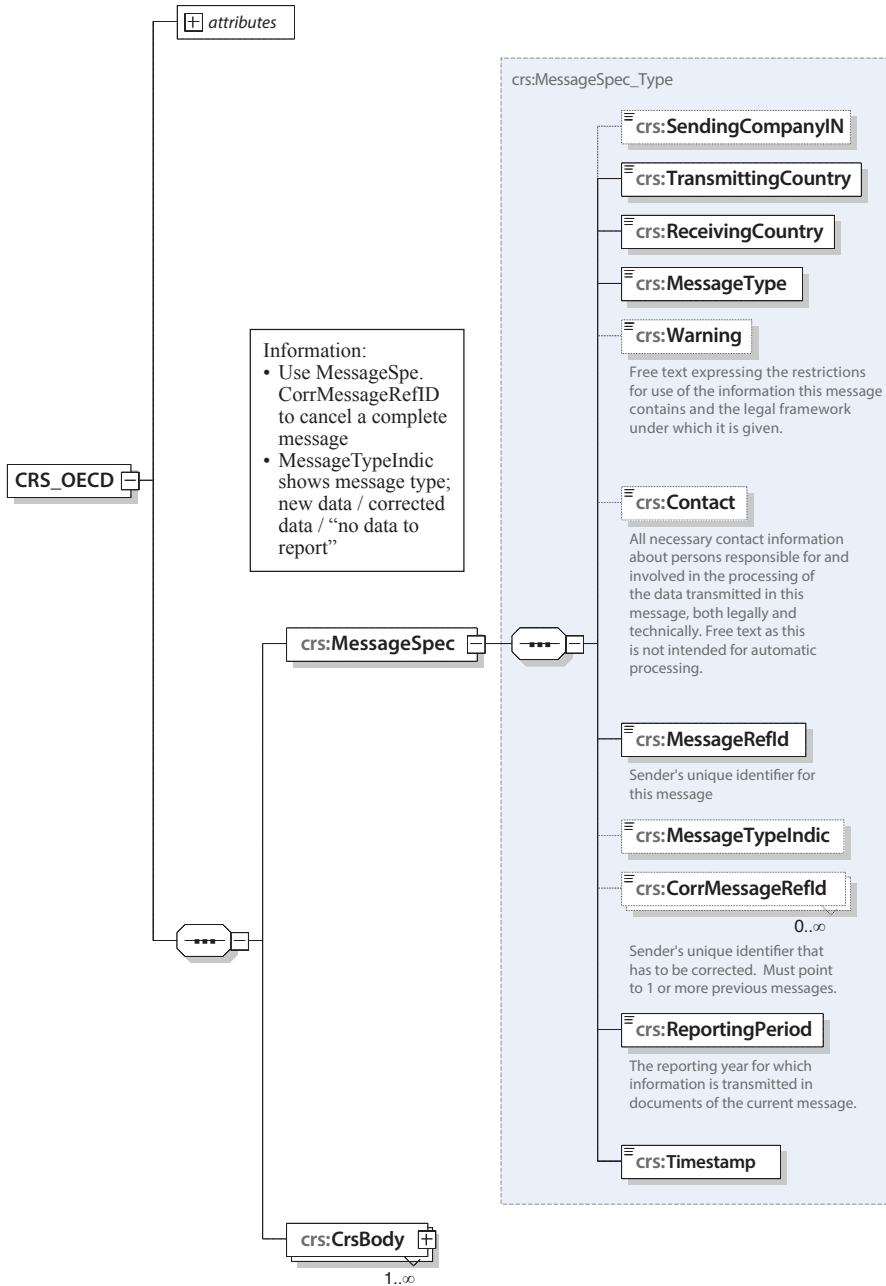 attributes
crs:MessageSpec_Type
crs:SendingCompanyIN
crs:TransmittingCountry
crs:ReceivingCountry
crs:MessageType
crs:Warning
Free text expressing the restrictions
for use of the information this message
contains and the legal framework
under which it is given.
Information:
• Use MessageSpe.
CorrMessageRefID
to cancel a complete
message
• MessageTypeIndic
shows message type;
new data / corrected
data / “no data to
report”
CRS_OECD
crs:Contact
All necessary contact information
about persons responsible for and
involved in the processing of
the data transmitted in this
message, both legally and
technically. Free text as this
is not intended for automatic
processing.
crs:MessageSpec
crs:MessageRefId
Sender's unique identifier for
this message
crs:MessageTypeIndic
crs:CorrMessageRefId
0..∞
Sender's unique identifier that
has to be corrected. Must point
to 1 or more previous messages.
crs:ReportingPeriod
The reporting year for which
information is transmitted in
documents of the current message.
crs:Timestamp
crs:CrsBody
1..∞